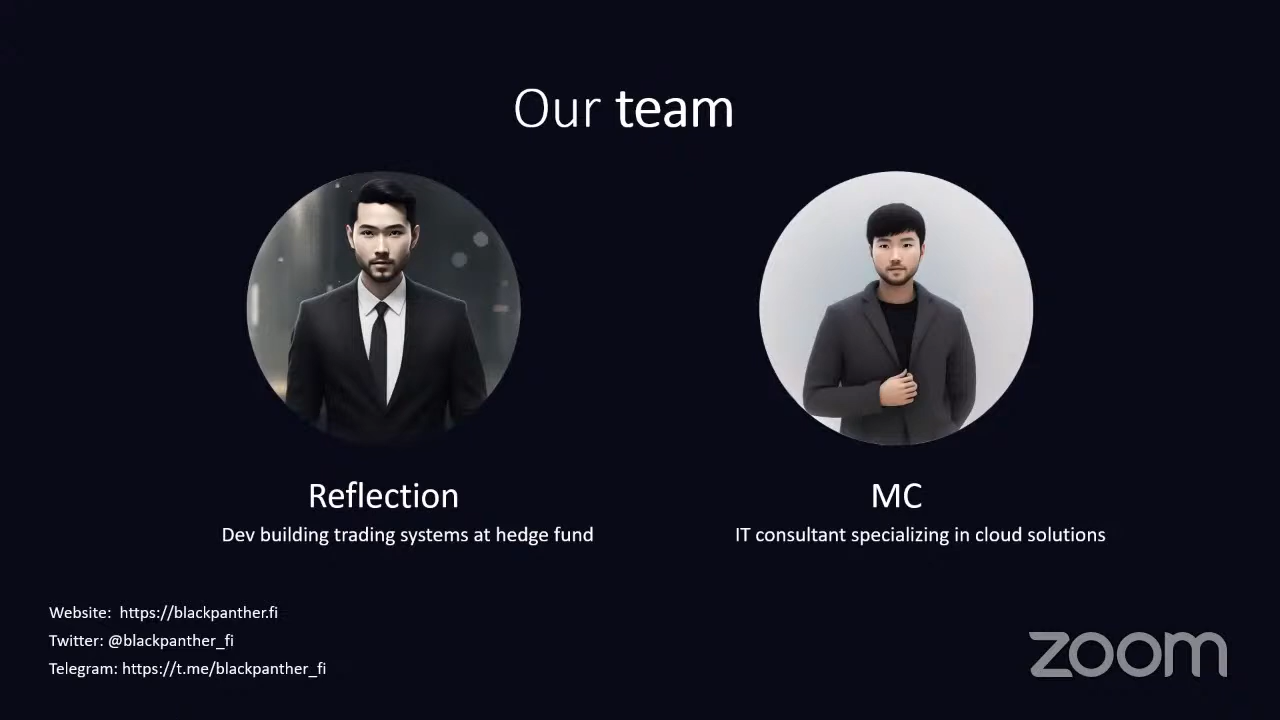 Our team
Reflection
Dev building trading systems at hedge fund
MC
IT consultant specializing in cloud solutions
Website: https://blackpanther.fi
Twitter: @blackpanther_fi
Telegram: https://t.me/blackpanther_fi
zoom